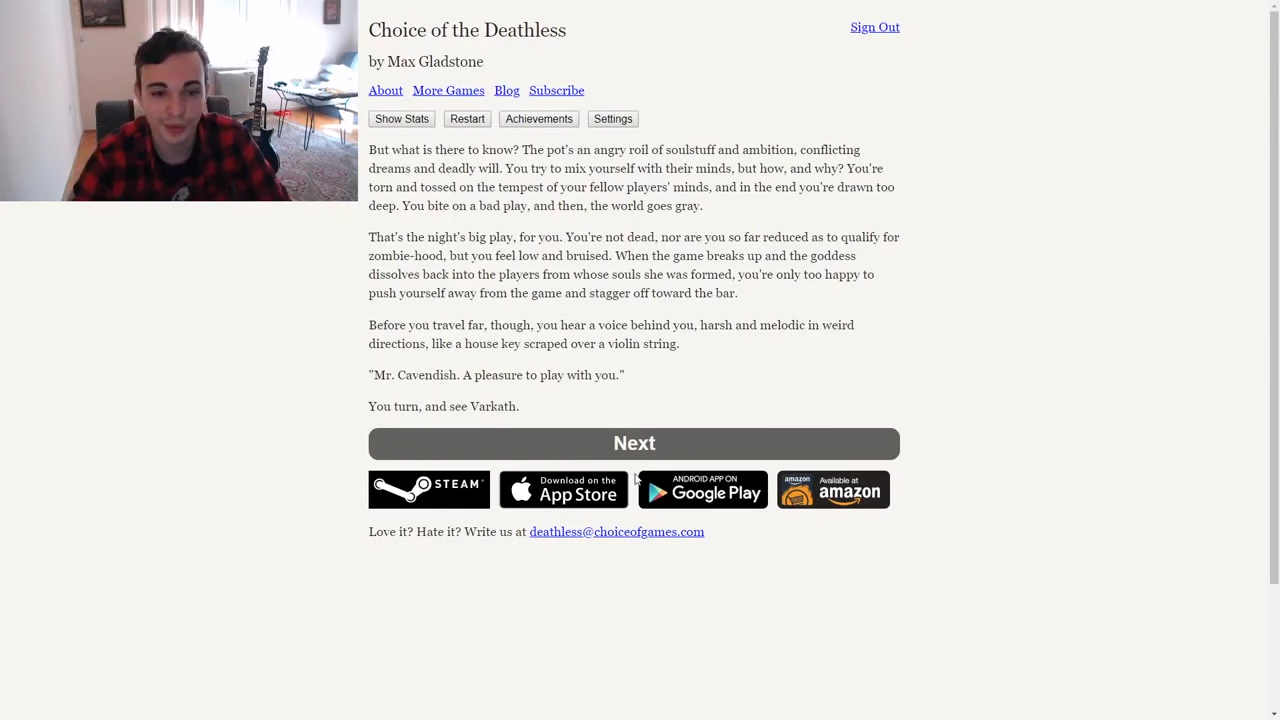 Choice of the Deathless
Sign Out
by Max Gladstone
About More Games Blog Subscribe
Show Stats Restart Achievements Settings
But what is there to know? The pot's an angry roil of soulstuff and ambition, conflicting
dreams and deadly will. You try to mix yourself with their minds, but how, and why? You're
torn and tossed on the tempest of your fellow players' minds, and in the end you're drawn too
deep. You bite on a bad play, and then, the world goes gray.
That's the night's big play, for you. You're not dead, nor are you so far reduced as to qualify for
zombie-hood, but you feel low and bruised. When the game breaks up and the goddess
dissolves back into the players from whose souls she was formed, you're only too happy to
push yourself away from the game and stagger off toward the bar.
Before you travel far, though, you hear a voice behind you, harsh and melodic in weird
directions, like a house key scraped over a violin string.
"Mr. Cavendish. A pleasure to play with you."
You turn, and see Varkath.
Next
STEAM
Download on the
App Store
ANDROID APP ON
Google Play
amazon
Available at
amazon
Love it? Hate it? Write us at deathless@choiceofgames.com